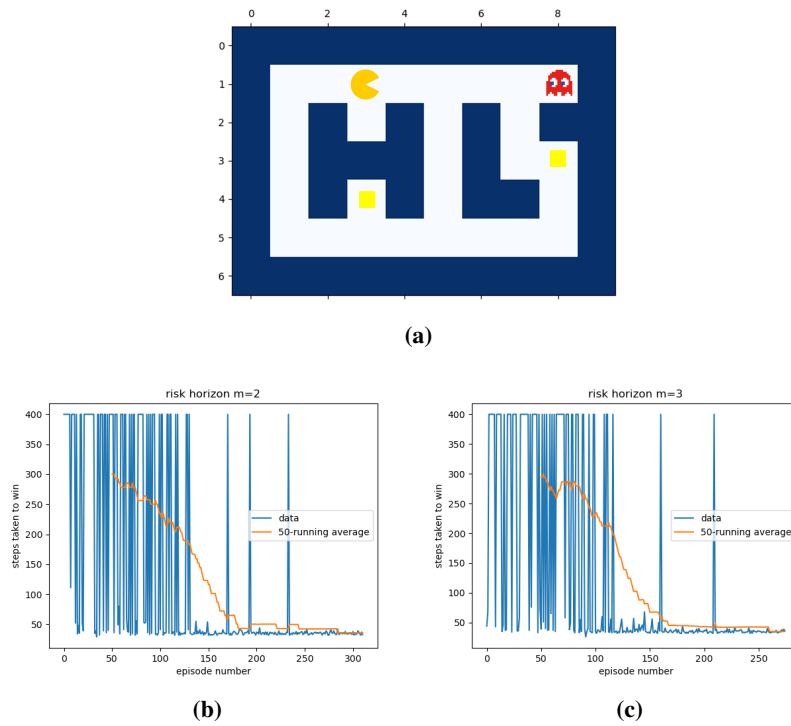 0 2 4 6 8
0
1
2
3
4
5
6
(a)
risk horizon m=2
400
350
300
250
200
150
100
50
steps taken to win
data
50-running average
0 50 100 150 200 250 300
episode number
(b)
risk horizon m=3
400
350
300
250
200
150
100
50
steps taken to win
data
50-running average
0 50 100 150 200 250
episode number
(c)